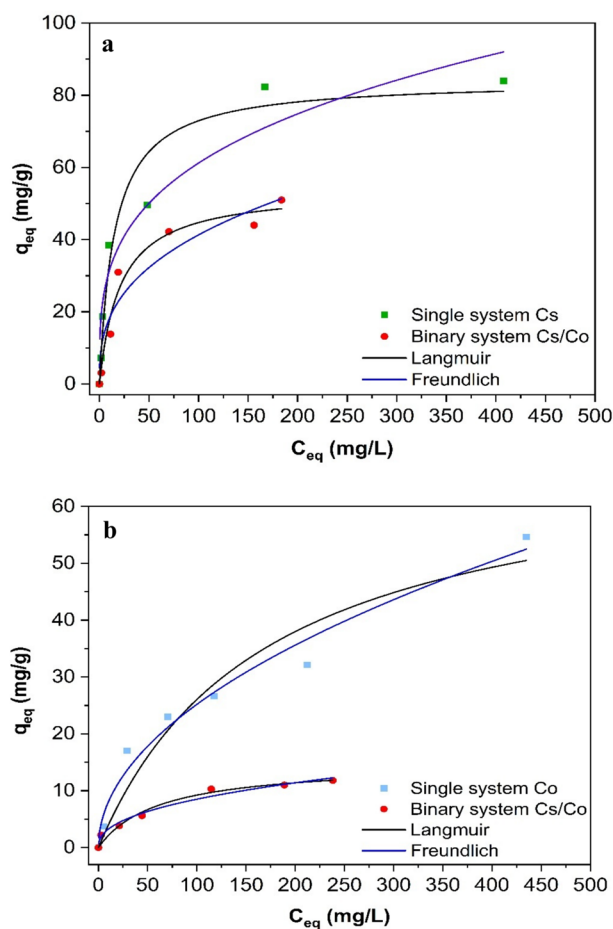 a
100
80
60
40
20
0
q_eq (mg/g)
Single system Cs
Binary system Cs/Co
Langmuir
Freundlich
0 50 100 150 200 250 300 350 400 450 500
C_eq (mg/L)
b
60
50
40
30
20
10
0
q_eq (mg/g)
Single system Co
Binary system Cs/Co
Langmuir
Freundlich
0 50 100 150 200 250 300 350 400 450 500
C_eq (mg/L)